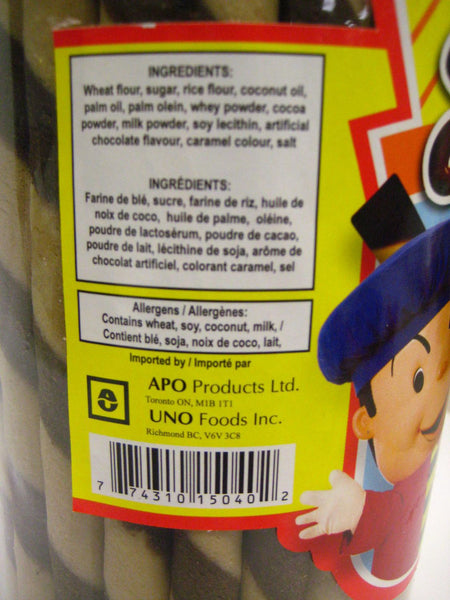 INGREDIENTS:
Wheat flour, sugar, rice flour, coconut oil,
palm oil, palm olein, whey powder, cocoa
powder, milk powder, soy lecithin, artificial
chocolate flavour, caramel colour, salt
INGRÉDIENTS:
Farine de blé, sucre, farine de riz, huile de
noix de coco, huile de palme, oléine,
poudre de lactosérum, poudre de cacao,
poudre de lait, lécithine de soja, arôme de
chocolat artificiel, colorant caramel, sel
Allergens / Allergènes:
Contains wheat, soy, coconut, milk, /
Contient blé, soja, noix de coco, lait,
Imported by / Importé par
APO Products Ltd.
Toronto ON, M1B 1T1
UNO Foods Inc.
Richmond BC, V6V 3C8
7 74310 15040 2